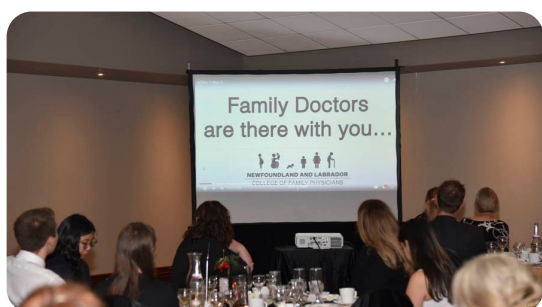 Family Doctors
are there with you...
NEWFOUNDLAND AND LABRADOR
COLLEGE OF FAMILY PHYSICIANS